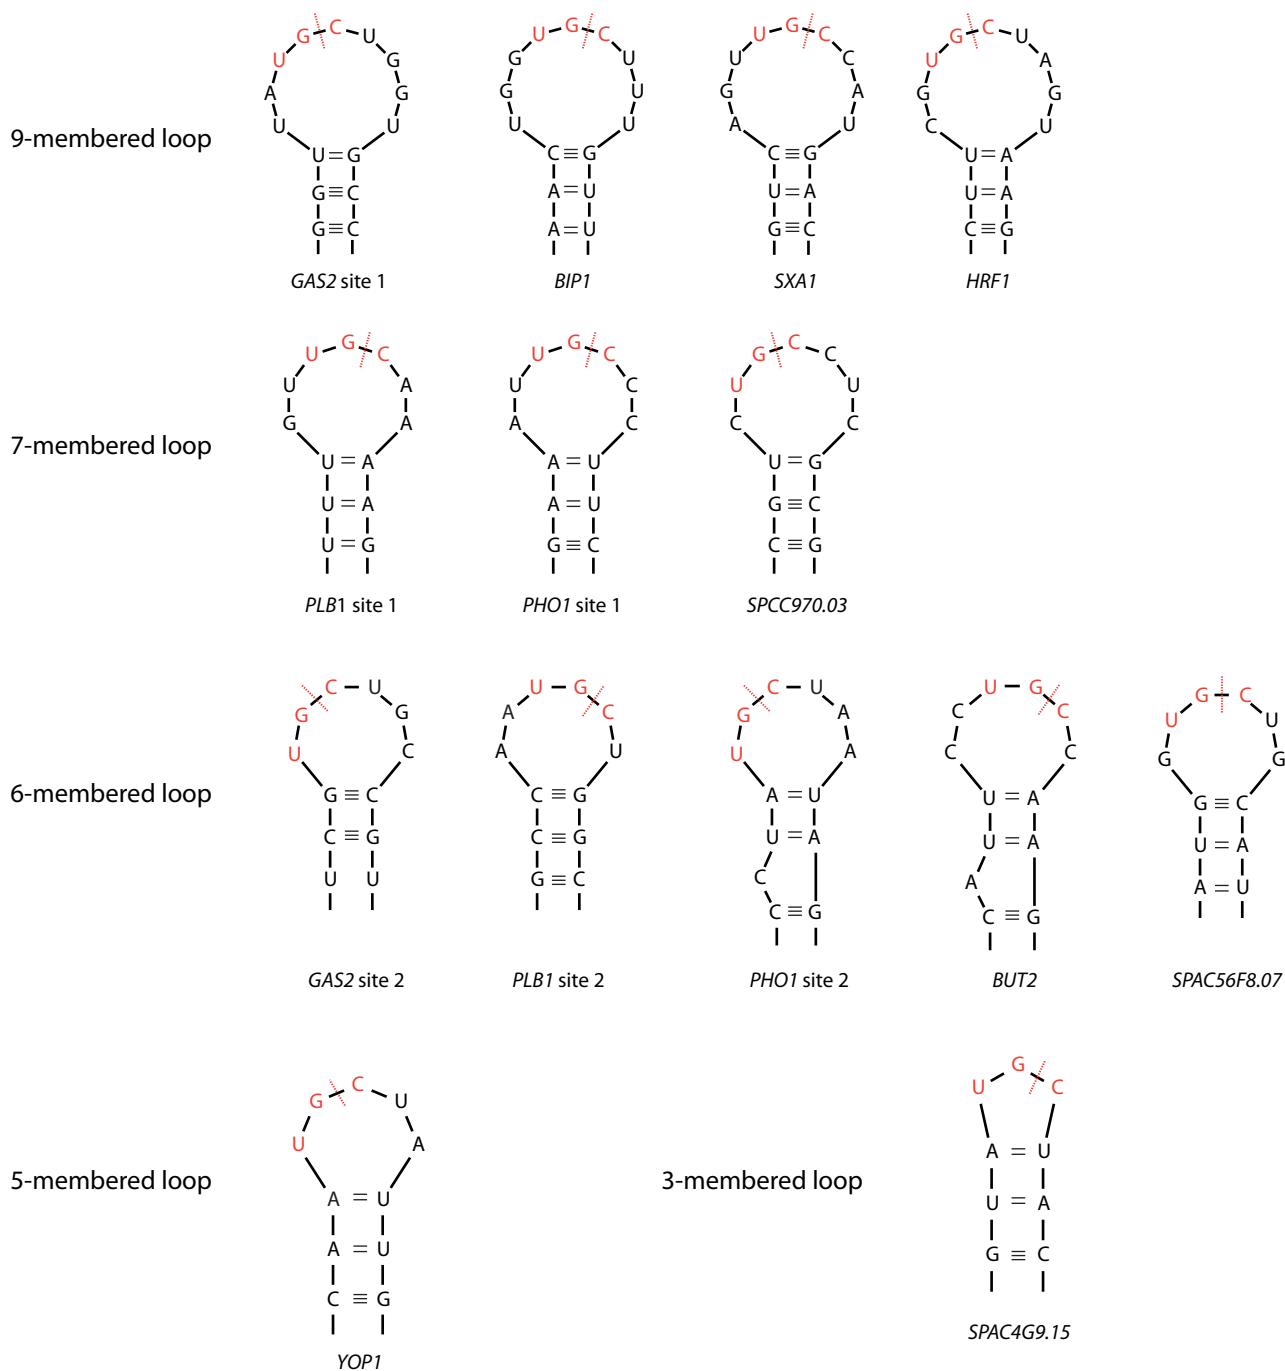 9-membered loop
G G U U A U G C U G G U G C C
GAS2 site 1
A A C U G G U G C U U U G U U
BIP1
G U C A G U U G C C A U G A C
SXA1
C U U C G U G C U A G U A A G
HRF1
7-membered loop
U U U G U U G C A A A A G
PLB1 site 1
G A A A U U G C C C U U C
PHO1 site 1
C G U C U G C C U C G C G
SPCC970.03
6-membered loop
U C G U G C U G C C G U
GAS2 site 2
G C C A A U G C U G G C
PLB1 site 2
C C U A U G C U A A U A G
PHO1 site 2
C A U U C C U G C C A A G
BUT2
A U G G U G C U G C A U
SPAC56F8.07
5-membered loop
C A A U G C U A U U G
YOP1
3-membered loop
G U A U G C U A C
SPAC4G9.15